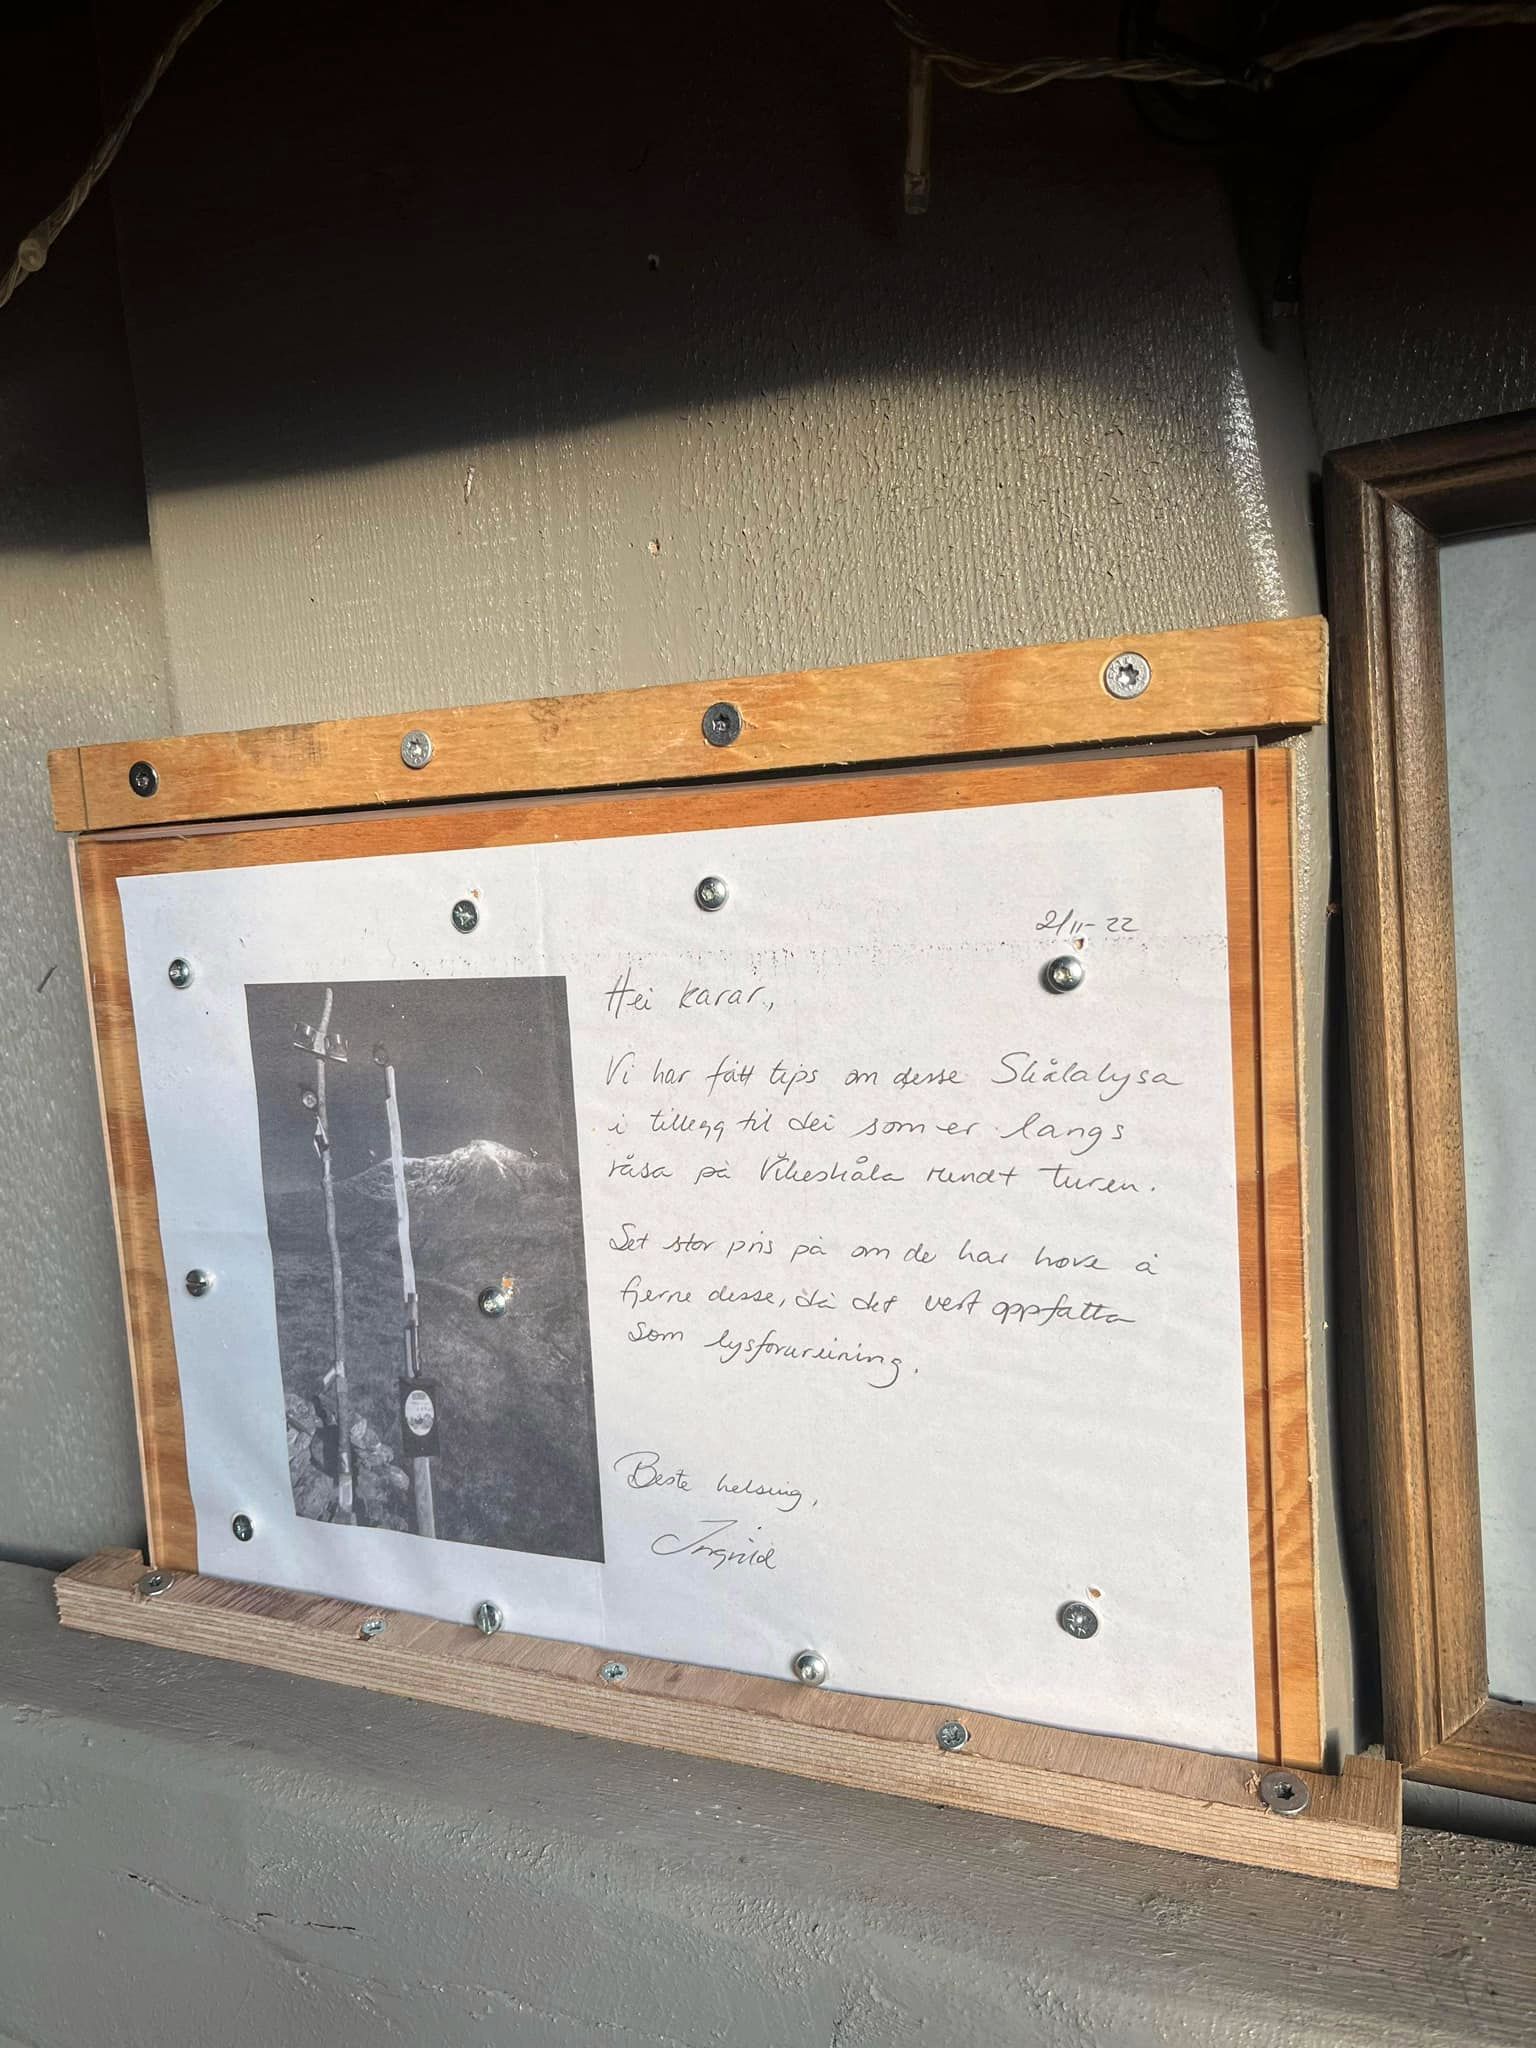 2/11-22
Hei karar,
Vi har fått tips om desse Skålalysa
i tillegg til dei som er langs
råsa på Vikeskåla rundt turen.
Set stor pris på om de har høve å
fjerne desse, då det vert oppfatta
som lysforureining.
Beste helsing,
Ingvild